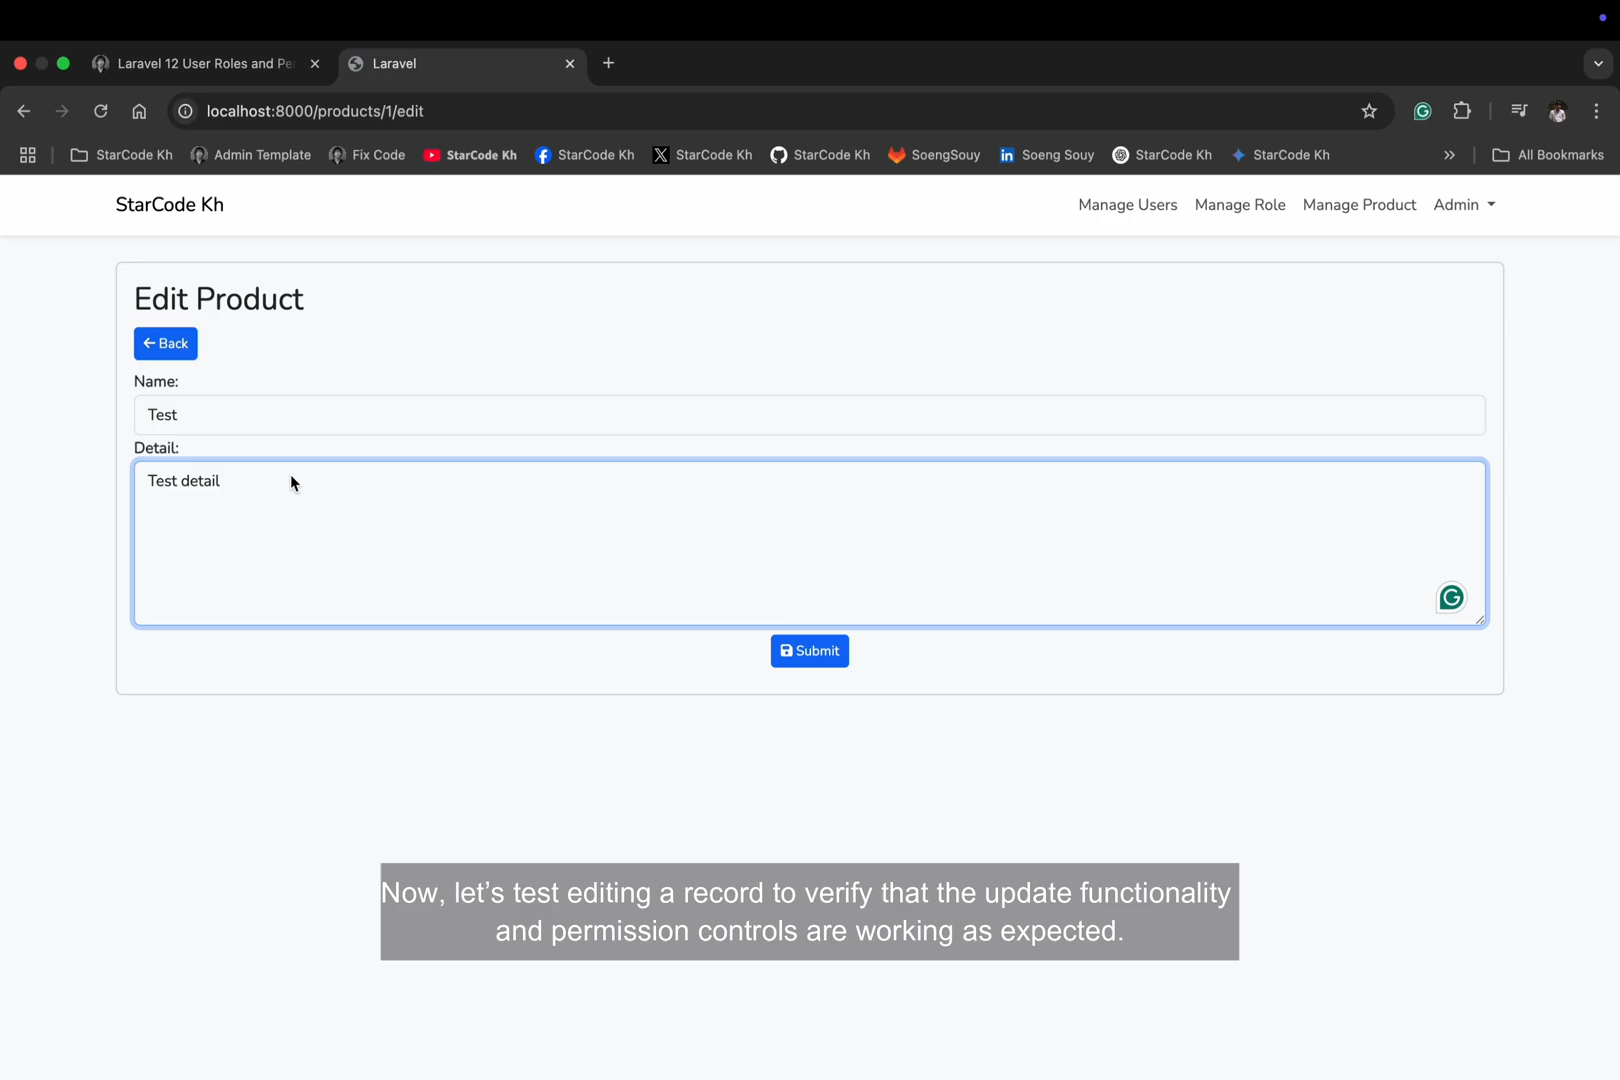 Laravel 12 User Roles and Pe
Laravel
localhost:8000/products/1/edit
StarCode Kh
Admin Template
Fix Code
StarCode Kh
StarCode Kh
StarCode Kh
StarCode Kh
SoengSouy
Soeng Souy
StarCode Kh
StarCode Kh
All Bookmarks
StarCode Kh
Manage Users
Manage Role
Manage Product
Admin
Edit Product
Back
Name:
Test
Detail:
Test detail
Submit
Now, let’s test editing a record to verify that the update functionality
and permission controls are working as expected.